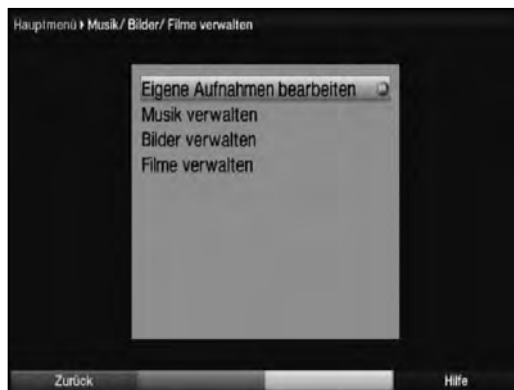 Hauptmenü Musik/ Bilder/ Filme verwalten
Eigene Aufnahmen bearbeiten
Musik verwalten
Bilder verwalten
Filme verwalten
Zurück Hilfe